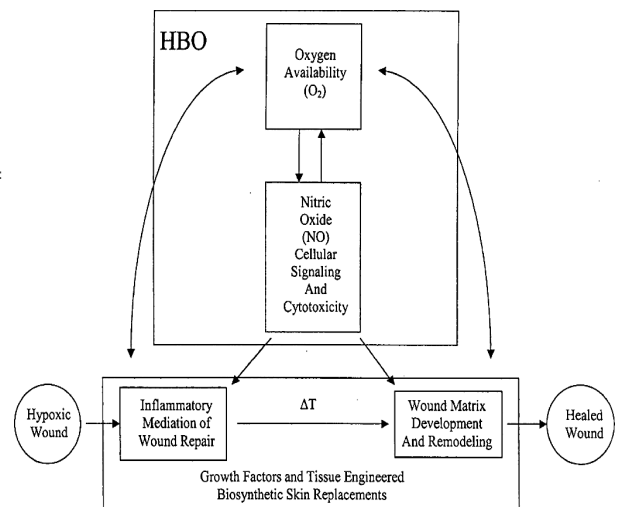 HBO
Oxygen
Availability
(O₂)
Nitric
Oxide
(NO)
Cellular
Signaling
And
Cytotoxicity
Hypoxic
Wound
Inflammatory
Mediation of
Wound Repair
ΔT
Wound Matrix
Development
And Remodeling
Healed
Wound
Growth Factors and Tissue Engineered
Biosynthetic Skin Replacements